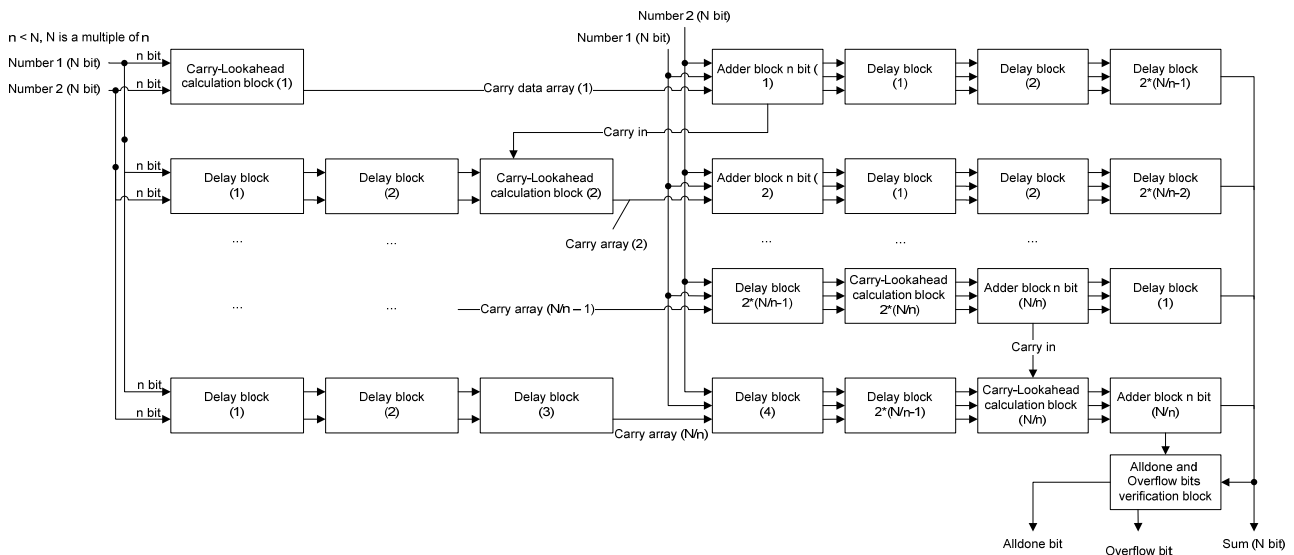 Number 2 (N bit)
n < N, N is a multiple of n
Number 1 (N bit)
Number 1 (N bit)
n bit
Carry-Lookahead
calculation block (1)
Number 2 (N bit)
n bit
Carry data array (1)
Adder block n bit (
1)
Delay block
(1)
Delay block
(2)
Delay block
2*(N/n-1)
Carry in
n bit
n bit
Delay block
(1)
Delay block
(2)
Carry-Lookahead
calculation block (2)
Adder block n bit (
2)
Delay block
(1)
Delay block
(2)
Delay block
2*(N/n-2)
Carry array (2)
...
...
...
...
...
...
...
Carry array (N/n – 1)
Delay block
2*(N/n-1)
Carry-Lookahead
calculation block
2*(N/n)
Adder block n bit
(N/n)
Delay block
(1)
Carry in
n bit
n bit
Delay block
(1)
Delay block
(2)
Delay block
(3)
Carry array (N/n)
Delay block
(4)
Delay block
2*(N/n-1)
Carry-Lookahead
calculation block
(N/n)
Adder block n bit
(N/n)
Alldone and
Overflow bits
verification block
Alldone bit
Overflow bit
Sum (N bit)